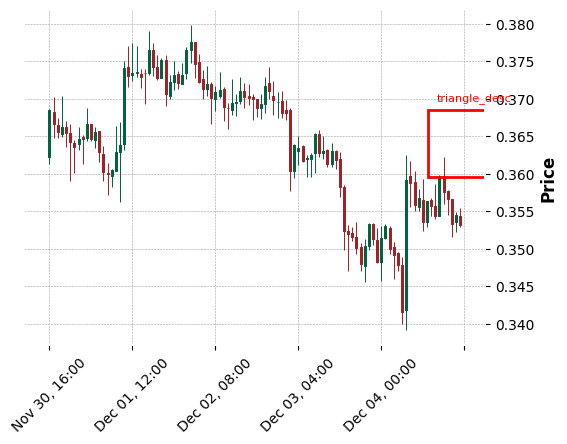 0.380
0.375
triangle_desc
0.370
0.365
0.360
0.355
0.350
0.345
0.340
Price
Nov 30, 16:00
Dec 01, 12:00
Dec 02, 08:00
Dec 03, 04:00
Dec 04, 00:00